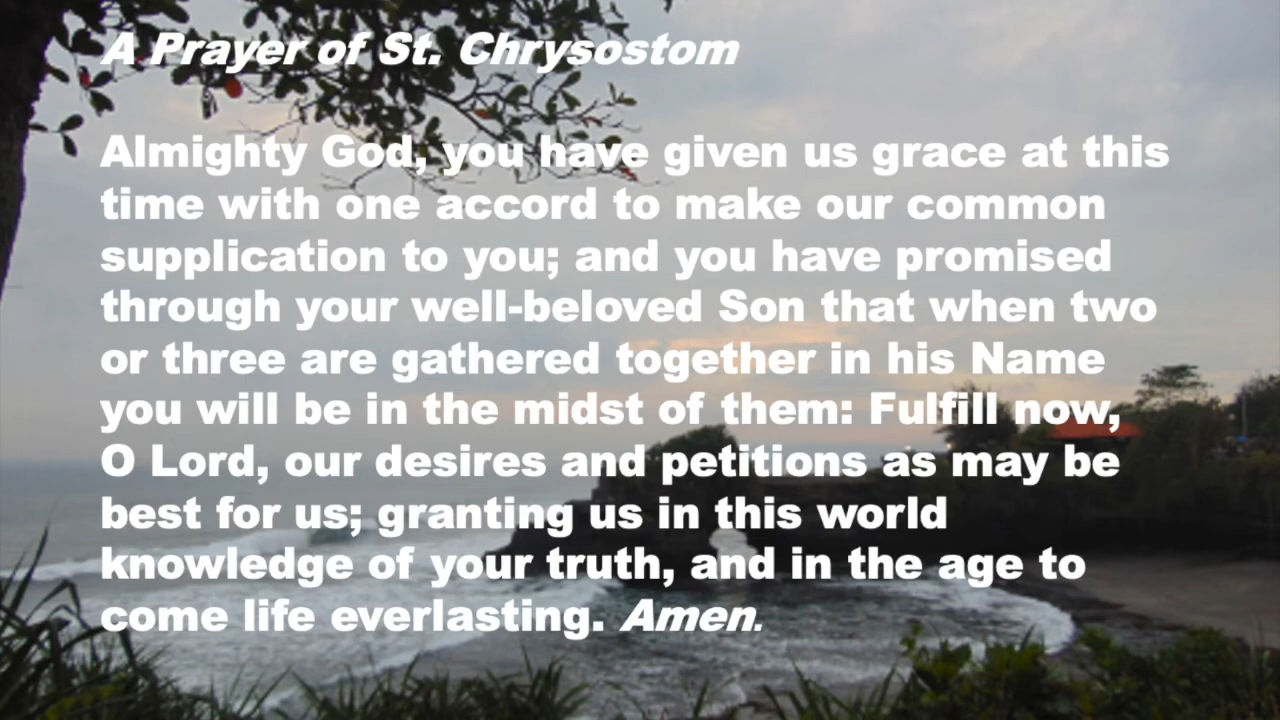 A Prayer of St. Chrysostom
Almighty God, you have given us grace at this
time with one accord to make our common
supplication to you; and you have promised
through your well-beloved Son that when two
or three are gathered together in his Name
you will be in the midst of them: Fulfill now,
O Lord, our desires and petitions as may be
best for us; granting us in this world
knowledge of your truth, and in the age to
come life everlasting. Amen.